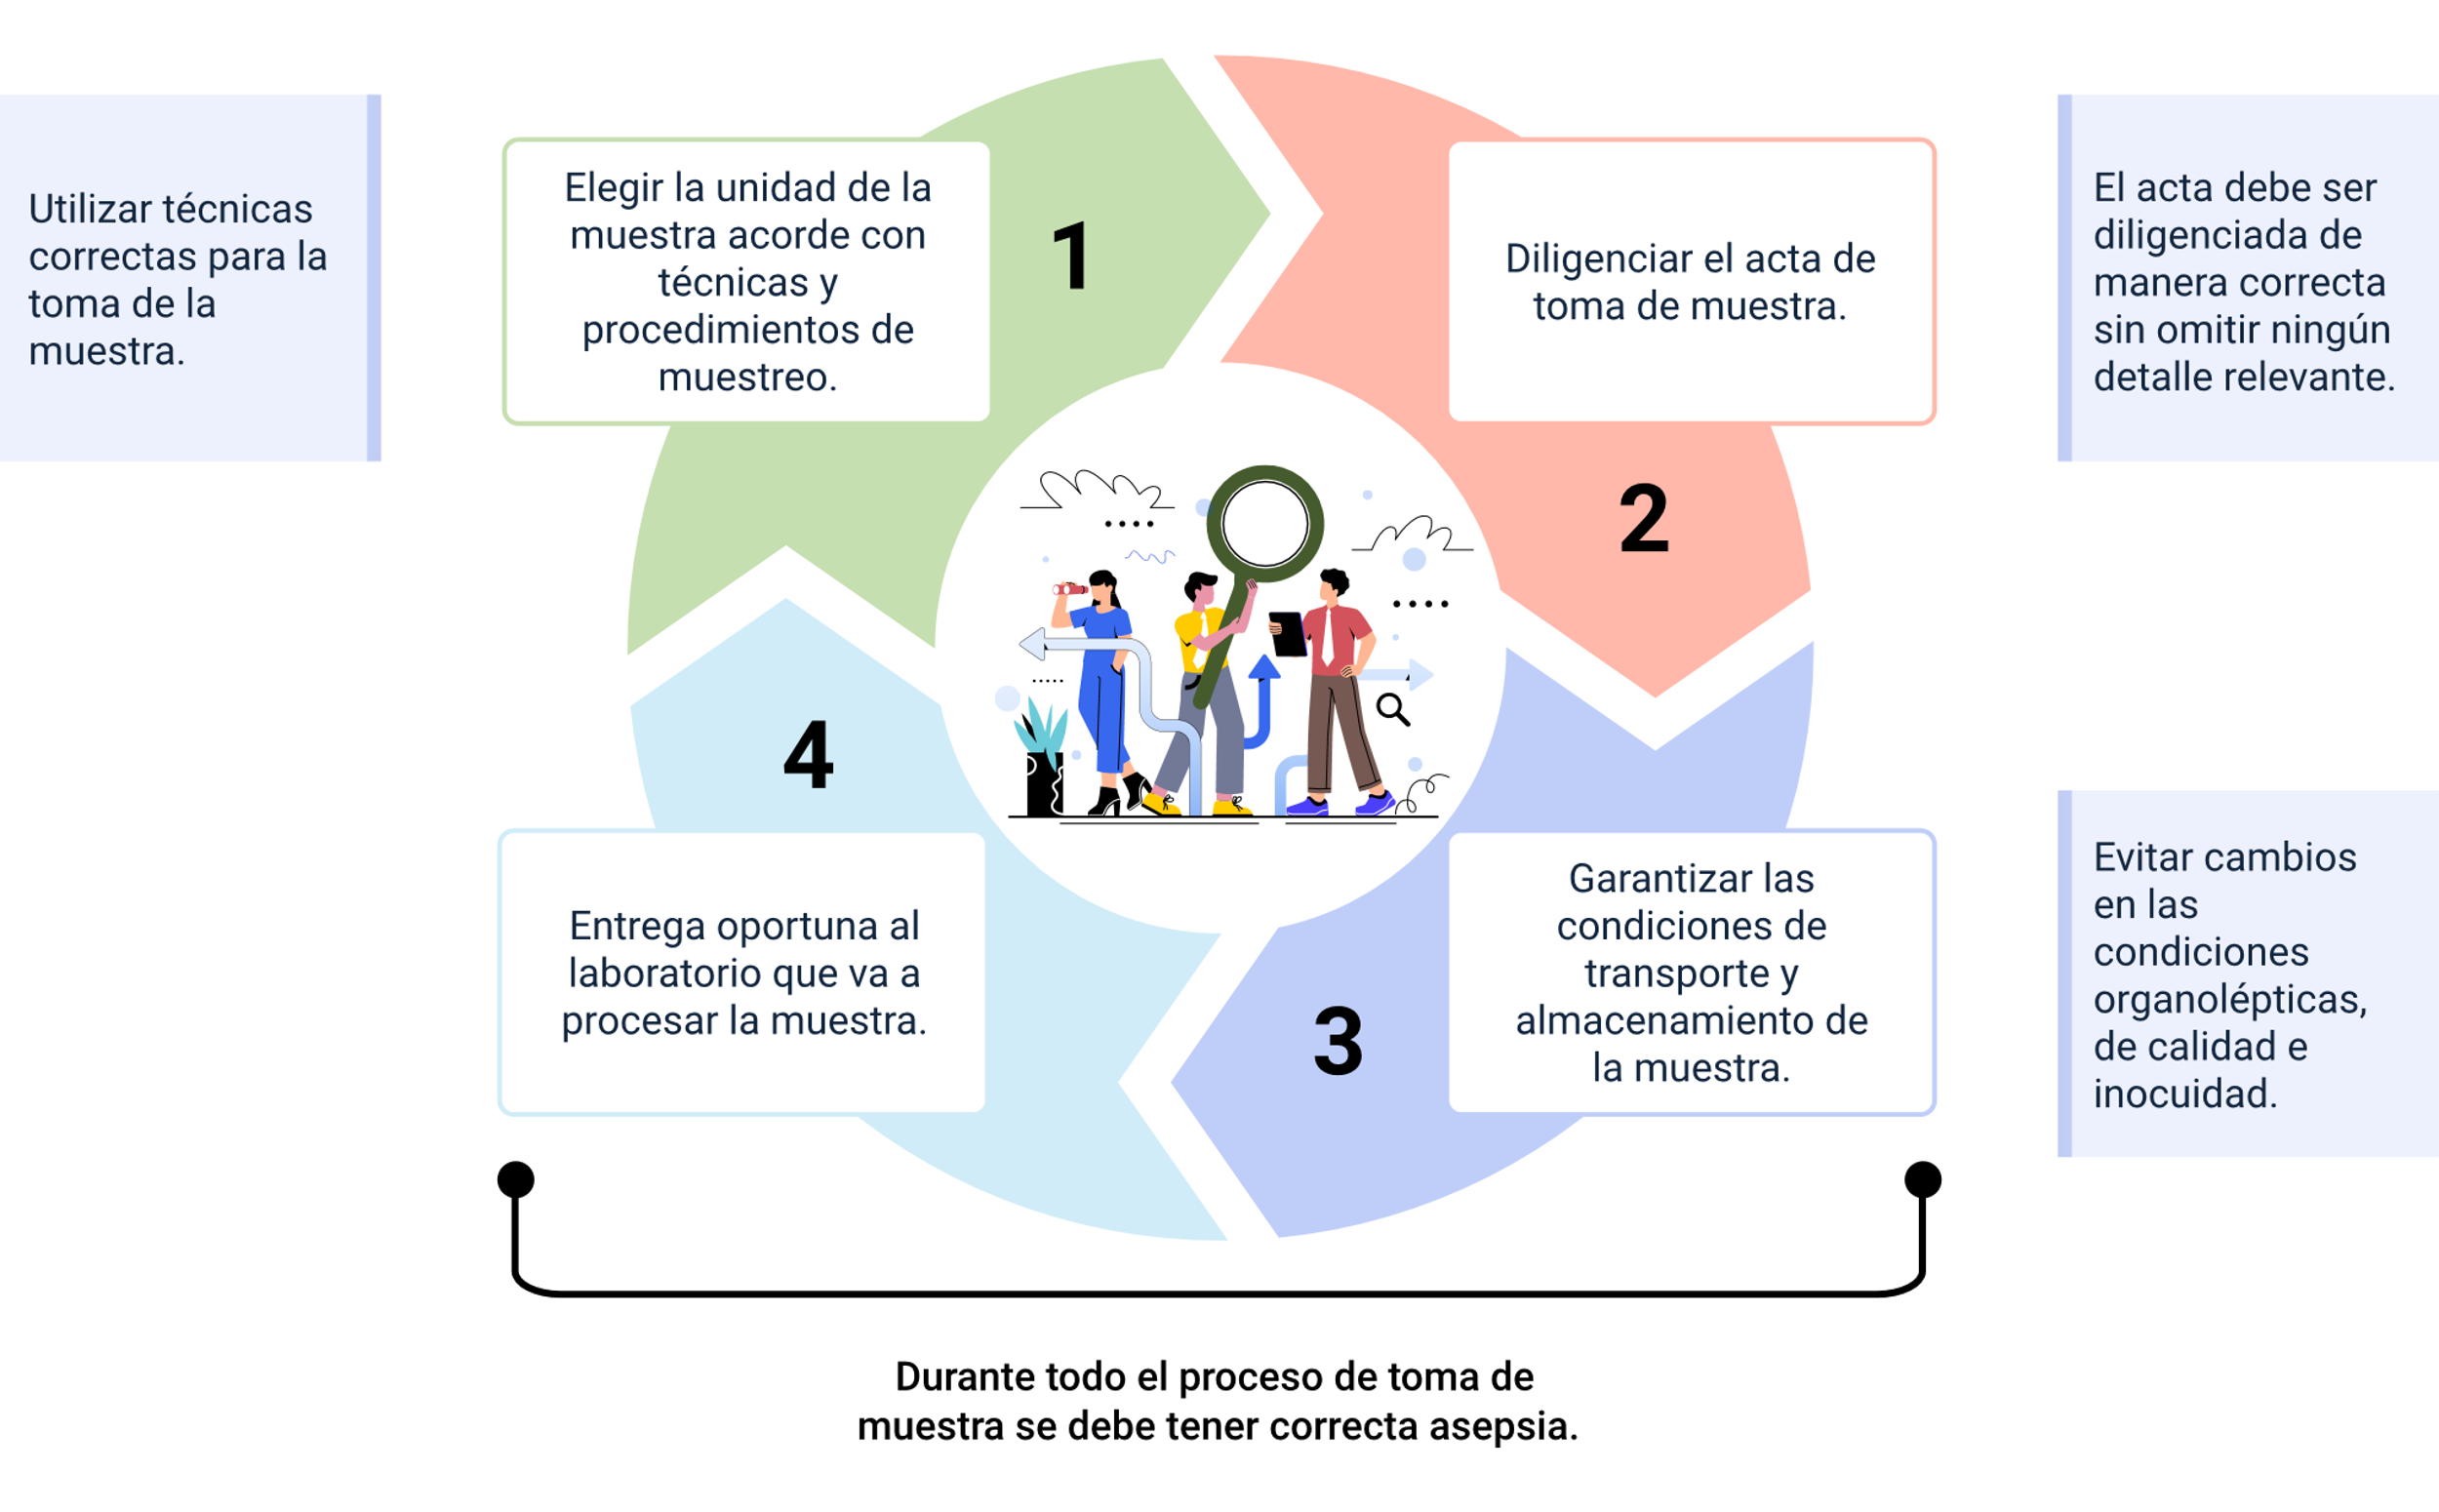 Utilizar técnicas
correctas para la
toma de la
muestra.
Elegir la unidad de la
muestra acorde con
técnicas y
procedimientos de
muestreo.
1
Diligenciar el acta de
toma de muestra.
2
El acta debe ser
diligenciada de
manera correcta
sin omitir ningún
detalle relevante.
Garantizar las
condiciones de
transporte y
almacenamiento de
la muestra.
3
Evitar cambios
en las
condiciones
organolépticas,
de calidad e
inocuidad.
4
Entrega oportuna al
laboratorio que va a
procesar la muestra.
Durante todo el proceso de toma de
muestra se debe tener correcta asepsia.